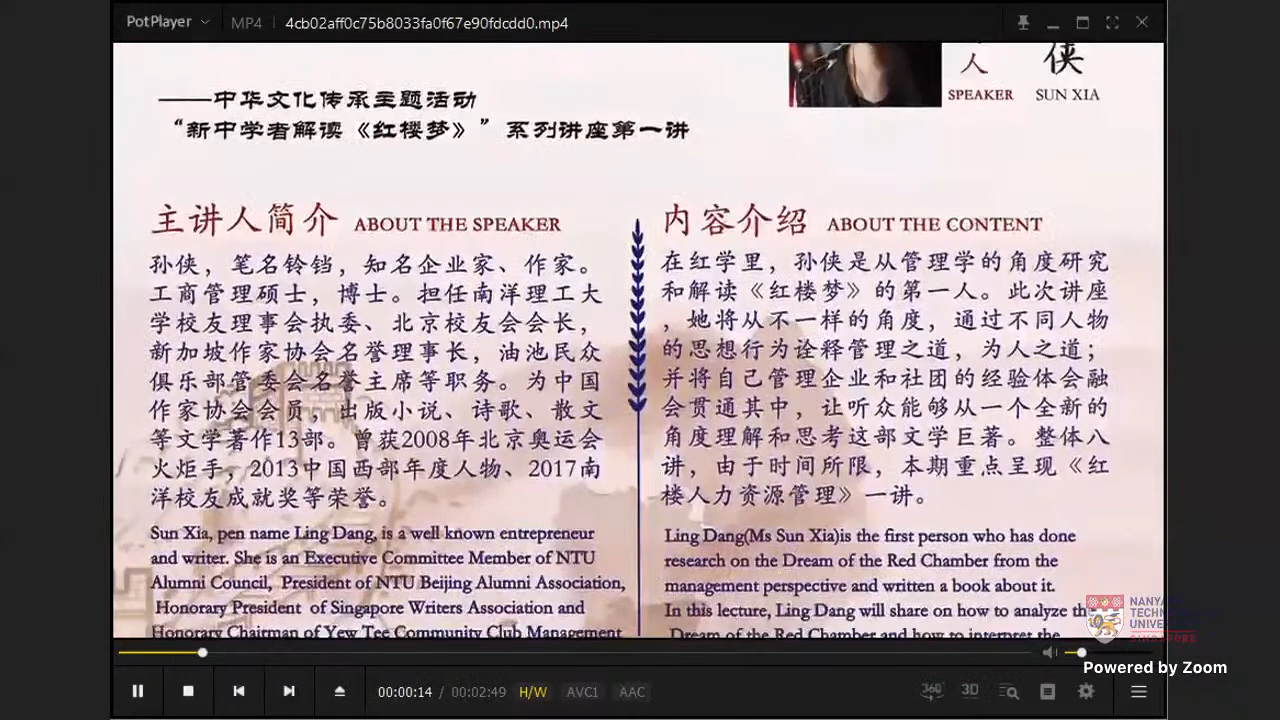 PotPlayer
MP4
4cb02aff0c75b8033fa0f67e90fdcdd0.mp4
人
侠
SPEAKER
SUN XIA
——中华文化传承主题活动
“新中学者解读《红楼梦》”系列讲座第一讲
主讲人简介 ABOUT THE SPEAKER
孙侠，笔名铃铛，知名企业家、作家。
工商管理硕士，博士。担任南洋理工大
学校友理事会执委、北京校友会会长，
新加坡作家协会名誉理事长，油池民众
俱乐部管委会名誉主席等职务。为中国
作家协会会员，出版小说、诗歌、散文
等文学著作13部。曾获2008年北京奥运会
火炬手，2013中国西部年度人物、2017南
洋校友成就奖等荣誉。
Sun Xia, pen name Ling Dang, is a well known entrepreneur
and writer. She is an Executive Committee Member of NTU
Alumni Council, President of NTU Beijing Alumni Association,
Honorary President of Singapore Writers Association and
Honorary Chairman of Yew Tee Community Club Management
内容介绍 ABOUT THE CONTENT
在红学里，孙侠是从管理学的角度研究
和解读《红楼梦》的第一人。此次讲座
，她将从不一样的角度，通过不同人物
的思想行为诠释管理之道，为人之道；
并将自己管理企业和社团的经验体会融
会贯通其中，让听众能够从一个全新的
角度理解和思考这部文学巨著。整体八
讲，由于时间所限，本期重点呈现《红
楼人力资源管理》一讲。
Ling Dang(Ms Sun Xia)is the first person who has done
research on the Dream of the Red Chamber from the
management perspective and written a book about it.
In this lecture, Ling Dang will share on how to analyze the
Dream of the Red Chamber and how to interpret the
SINGAPORE
Powered by Zoom
00:00:14 / 00:02:49 H/W AVC1 AAC
360°
3D